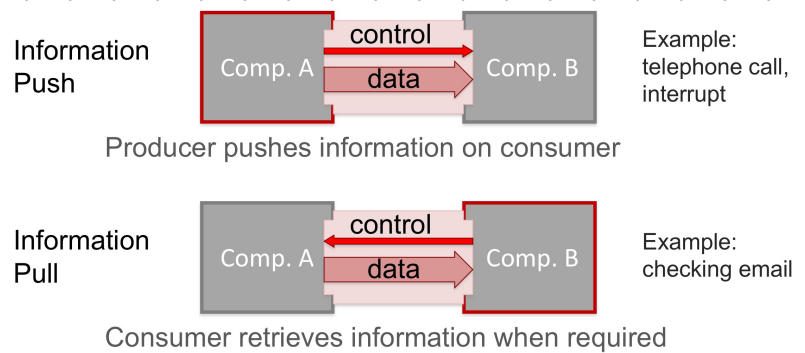 Information
Push
Comp. A
control
data
Comp. B
Example:
telephone call,
interrupt
Producer pushes information on consumer
Information
Pull
Comp. A
control
data
Comp. B
Example:
checking email
Consumer retrieves information when required